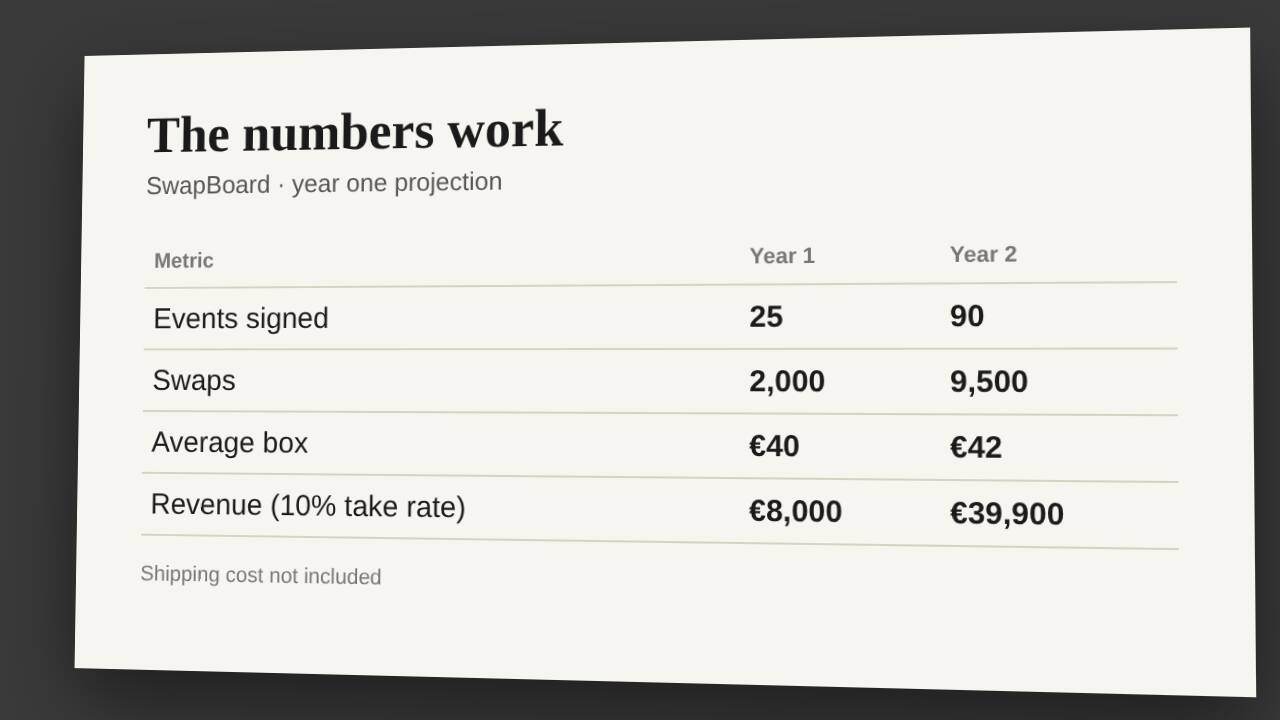 The numbers work
SwapBoard · year one projection
Metric Year 1 Year 2
Events signed 25 90
Swaps 2,000 9,500
Average box €40 €42
Revenue (10% take rate) €8,000 €39,900
Shipping cost not included